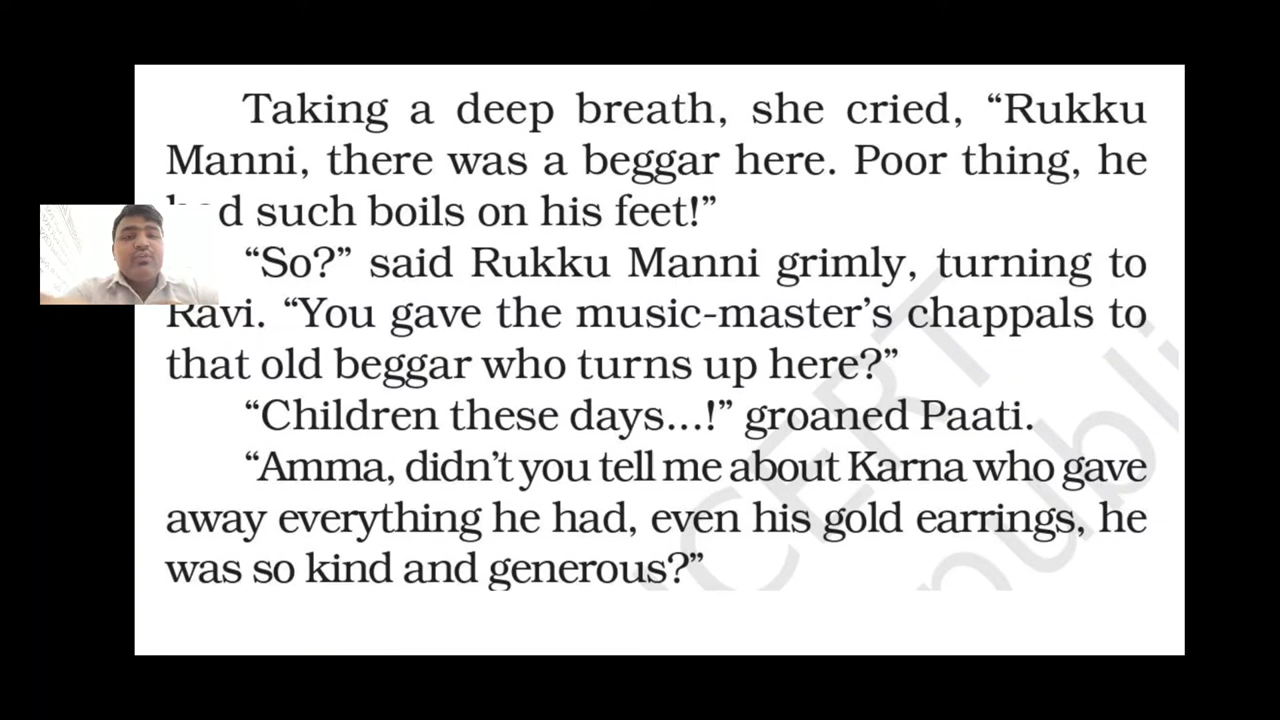 Taking a deep breath, she cried, “Rukku
Manni, there was a beggar here. Poor thing, he
such boils on his feet!”
“So?” said Rukku Manni grimly, turning to
Ravi. “You gave the music-master’s chappals to
that old beggar who turns up here?”
“Children these days...!” groaned Paati.
“Amma, didn’t you tell me about Karna who gave
away everything he had, even his gold earrings, he
was so kind and generous?”